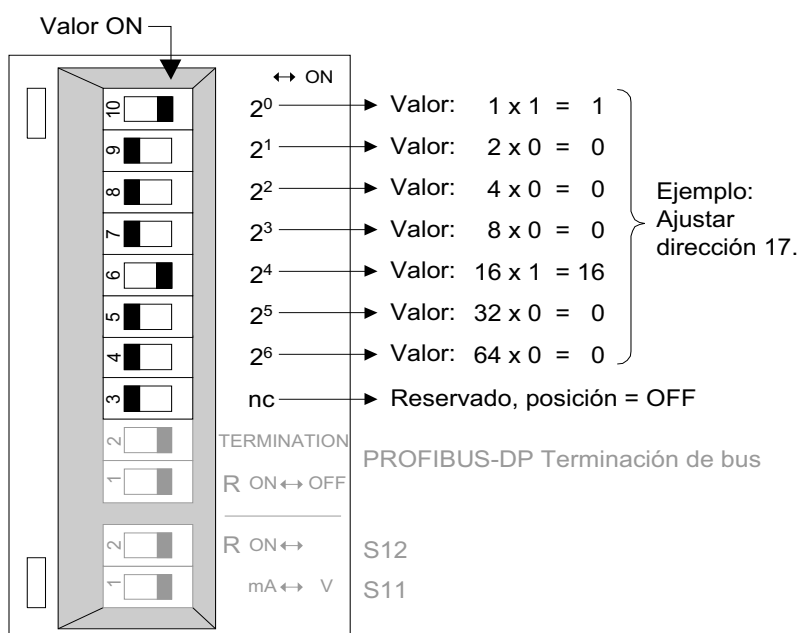 Valor ON
↔ ON
10 2⁰ Valor: 1 x 1 = 1
9 2¹ Valor: 2 x 0 = 0
8 2² Valor: 4 x 0 = 0
7 2³ Valor: 8 x 0 = 0
6 2⁴ Valor: 16 x 1 = 16
5 2⁵ Valor: 32 x 0 = 0
4 2⁶ Valor: 64 x 0 = 0
Ejemplo:
Ajustar
dirección 17.
3 nc Reservado, posición = OFF
2 TERMINATION
1 R ON ↔ OFF
PROFIBUS-DP Terminación de bus
2 R ON ↔ S12
1 mA ↔ V S11